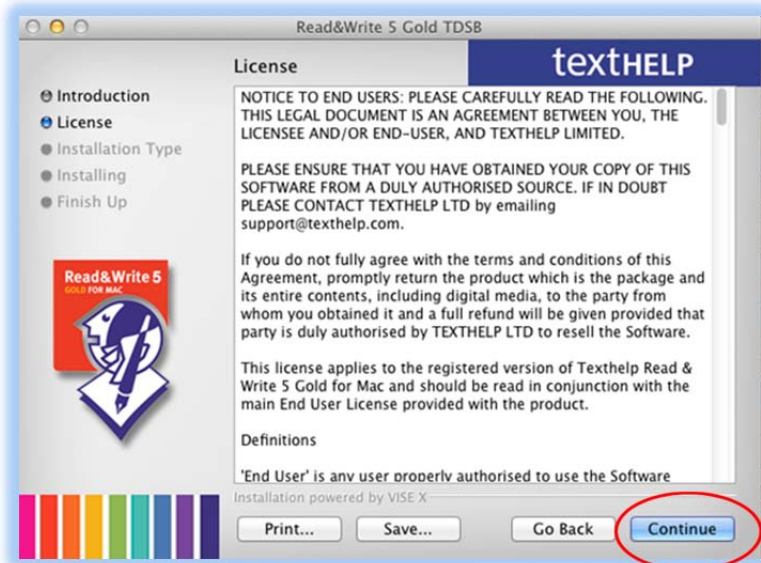 Read&Write 5 Gold TDSB
texthelp
License
Introduction
License
Installation Type
Installing
Finish Up
Read&Write 5
GOLD FOR MAC
NOTICE TO END USERS: PLEASE CAREFULLY READ THE FOLLOWING.
THIS LEGAL DOCUMENT IS AN AGREEMENT BETWEEN YOU, THE
LICENSEE AND/OR END-USER, AND TEXTHELP LIMITED.
PLEASE ENSURE THAT YOU HAVE OBTAINED YOUR COPY OF THIS
SOFTWARE FROM A DULY AUTHORISED SOURCE. IF IN DOUBT
PLEASE CONTACT TEXTHELP LTD by emailing
support@texthelp.com.
If you do not fully agree with the terms and conditions of this
Agreement, promptly return the product which is the package and
its entire contents, including digital media, to the party from
whom you obtained it and a full refund will be given provided that
party is duly authorised by TEXTHELP LTD to resell the Software.
This license applies to the registered version of Texthelp Read &
Write 5 Gold for Mac and should be read in conjunction with the
main End User License provided with the product.
Definitions
'End User' is any user properly authorised to use the Software
Installation powered by VISE X
Print... Save... Go Back Continue